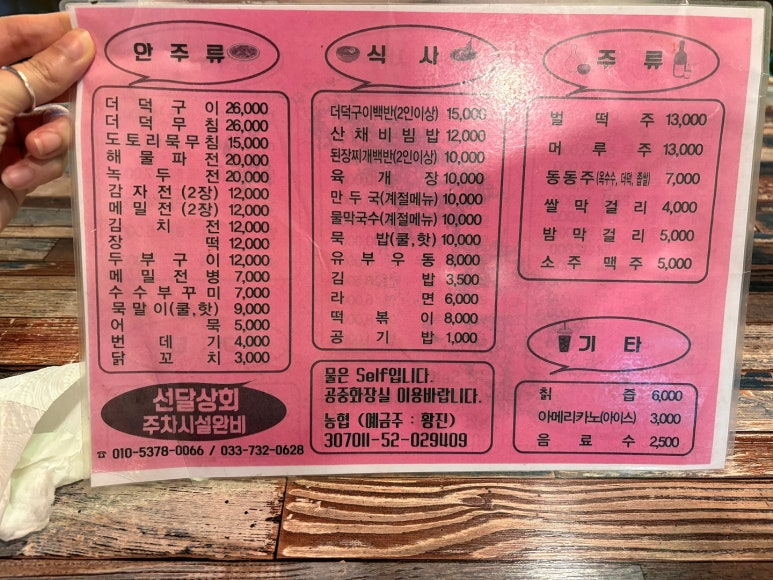 안주류
더덕구이 26,000
더덕무침 26,000
도토리묵무침 15,000
해물파전 20,000
녹두전 20,000
감자전(2장) 12,000
메밀전(2장) 12,000
김치전 12,000
장떡 12,000
두부구이 12,000
메밀전병 7,000
수수부꾸미 7,000
묵말이(쿨,핫) 9,000
어묵 5,000
번데기 4,000
닭꼬치 3,000
선달상회
주차시설완비
☎ 010-5378-0066 / 033-732-0628
식사
더덕구이백반(2인이상) 15,000
산채비빔밥 12,000
된장찌개백반(2인이상) 10,000
육개장 10,000
만두국(계절메뉴) 10,000
물막국수(계절메뉴) 10,000
묵밥(쿨,핫) 10,000
유부우동 8,000
김밥 3,500
라면 6,000
떡볶이 8,000
공기밥 1,000
물은 Self입니다.
공중화장실 이용바랍니다.
농협 (예금주 : 황진)
307011-52-029409
주류
벌떡주 13,000
머루주 13,000
동동주(옥수수, 더덕, 좁쌀) 7,000
쌀막걸리 4,000
밤막걸리 5,000
소주맥주 5,000
기타
칡즙 6,000
아메리카노(아이스) 3,000
음료수 2,500